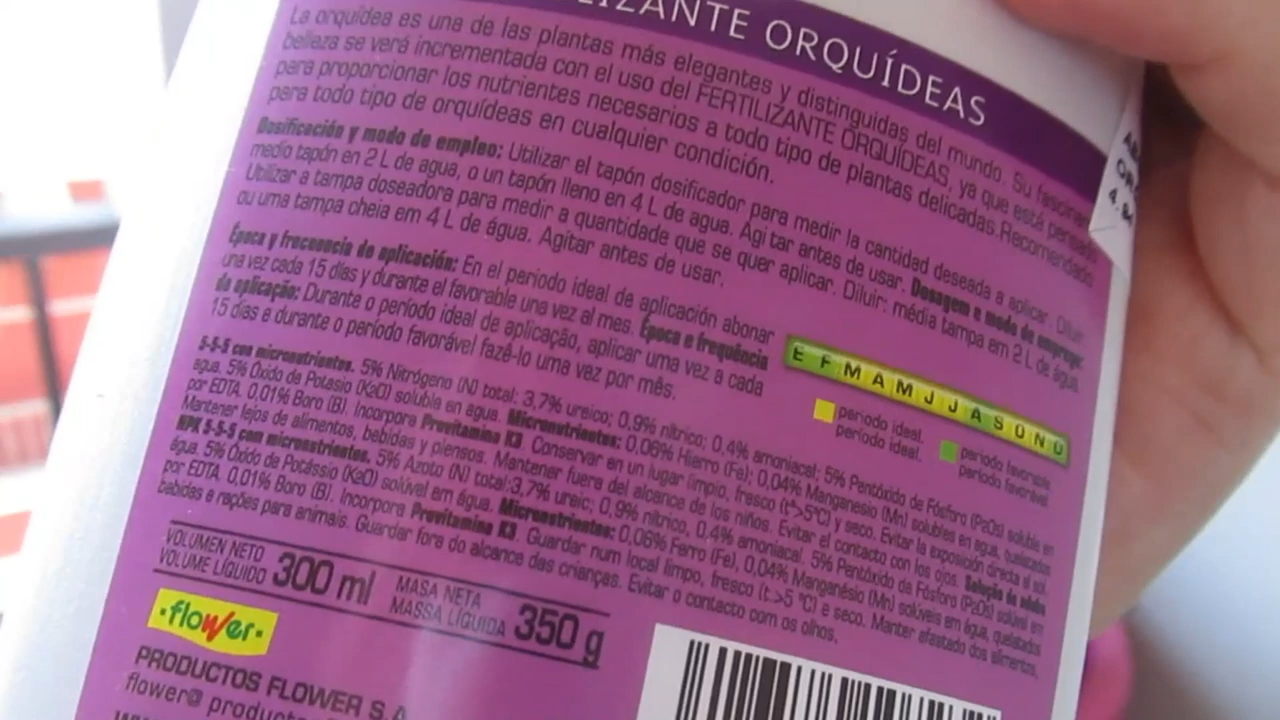 LIZANTE ORQUÍDEAS
La orquídea es una de las plantas más elegantes y distinguidas del mundo. Su
belleza se verá incrementada con el uso del FERTILIZANTE ORQUÍDEAS, ya que está pensado
para proporcionar los nutrientes necesarios a todo tipo de plantas delicadas. Recomendado
para todo tipo de orquídeas en cualquier condición.
Dosificación y modo de empleo: Utilizar el tapón dosificador para medir la cantidad deseada a aplicar. Diluir:
medio tapón en 2 L de agua, o un tapón lleno en 4 L de agua. Agi tar antes de usar. Dosagem e modo de emprego:
Utilizar a tampa doseadora para medir a quantidade que se quer aplicar. Diluir: média tampa em 2 L de água,
ou uma tampa cheia em 4 L de água. Agitar antes de usar.
Época y frecuencia de aplicación: En el periodo ideal de aplicación abonar
una vez cada 15 días y durante el favorable una vez al mes. Época e frequência
de aplicação: Durante o período ideal de aplicação, aplicar uma vez a cada
15 dias e durante o período favorável fazê-lo uma vez por mês.
E F M A M J J A S O N D
periodo ideal.
período ideal.
periodo favorable
período favorável
5-5-5 con micronutrientes. 5% Nitrógeno (N) total: 3,7% ureico; 0,9% nítrico; 0,4% amoniacal; 5% Pentóxido de Fósforo (P2O5) soluble en
agua. 5% Óxido de Potasio (K2O) soluble en agua. Micronutrientes: 0,06% Hierro (Fe); 0,04% Manganesio (Mn) solubles en agua, quelatados
por EDTA. 0,01% Boro (B). Incorpora Provitamina K3. Conservar en un lugar limpio, fresco (tª>5ºC) y seco. Evitar la exposición directa al sol.
Mantener lejos de alimentos, bebidas y piensos. Mantener fuera del alcance de los niños. Evitar el contacto con los ojos. Solução de adubo
NPK 5-5-5 com micronutrientes. 5% Azoto (N) total:3,7% ureic; 0,9% nítrico, 0,4% amoniacal, 5% Pentóxido de Fósforo (P2O5) solúvel em
água. 5% Óxido de Potássio (K2O) solúvel em água. Micronutrientes: 0,06% Ferro (Fe), 0,04% Manganésio (Mn) solúveis em água, quelatados
por EDTA. 0,01% Boro (B). Incorpora Provitamina K3. Guardar num local limpo, fresco (t.>5 ºC) e seco. Manter afastado dos alimentos,
bebidas e rações para animais. Guardar fora do alcance das crianças. Evitar o contacto com os olhos.
VOLUMEN NETO
VOLUME LÍQUIDO 300 ml
MASA NETA
MASSA LÍQUIDA 350 g
flower
PRODUCTOS FLOWER S.A
flower@ product